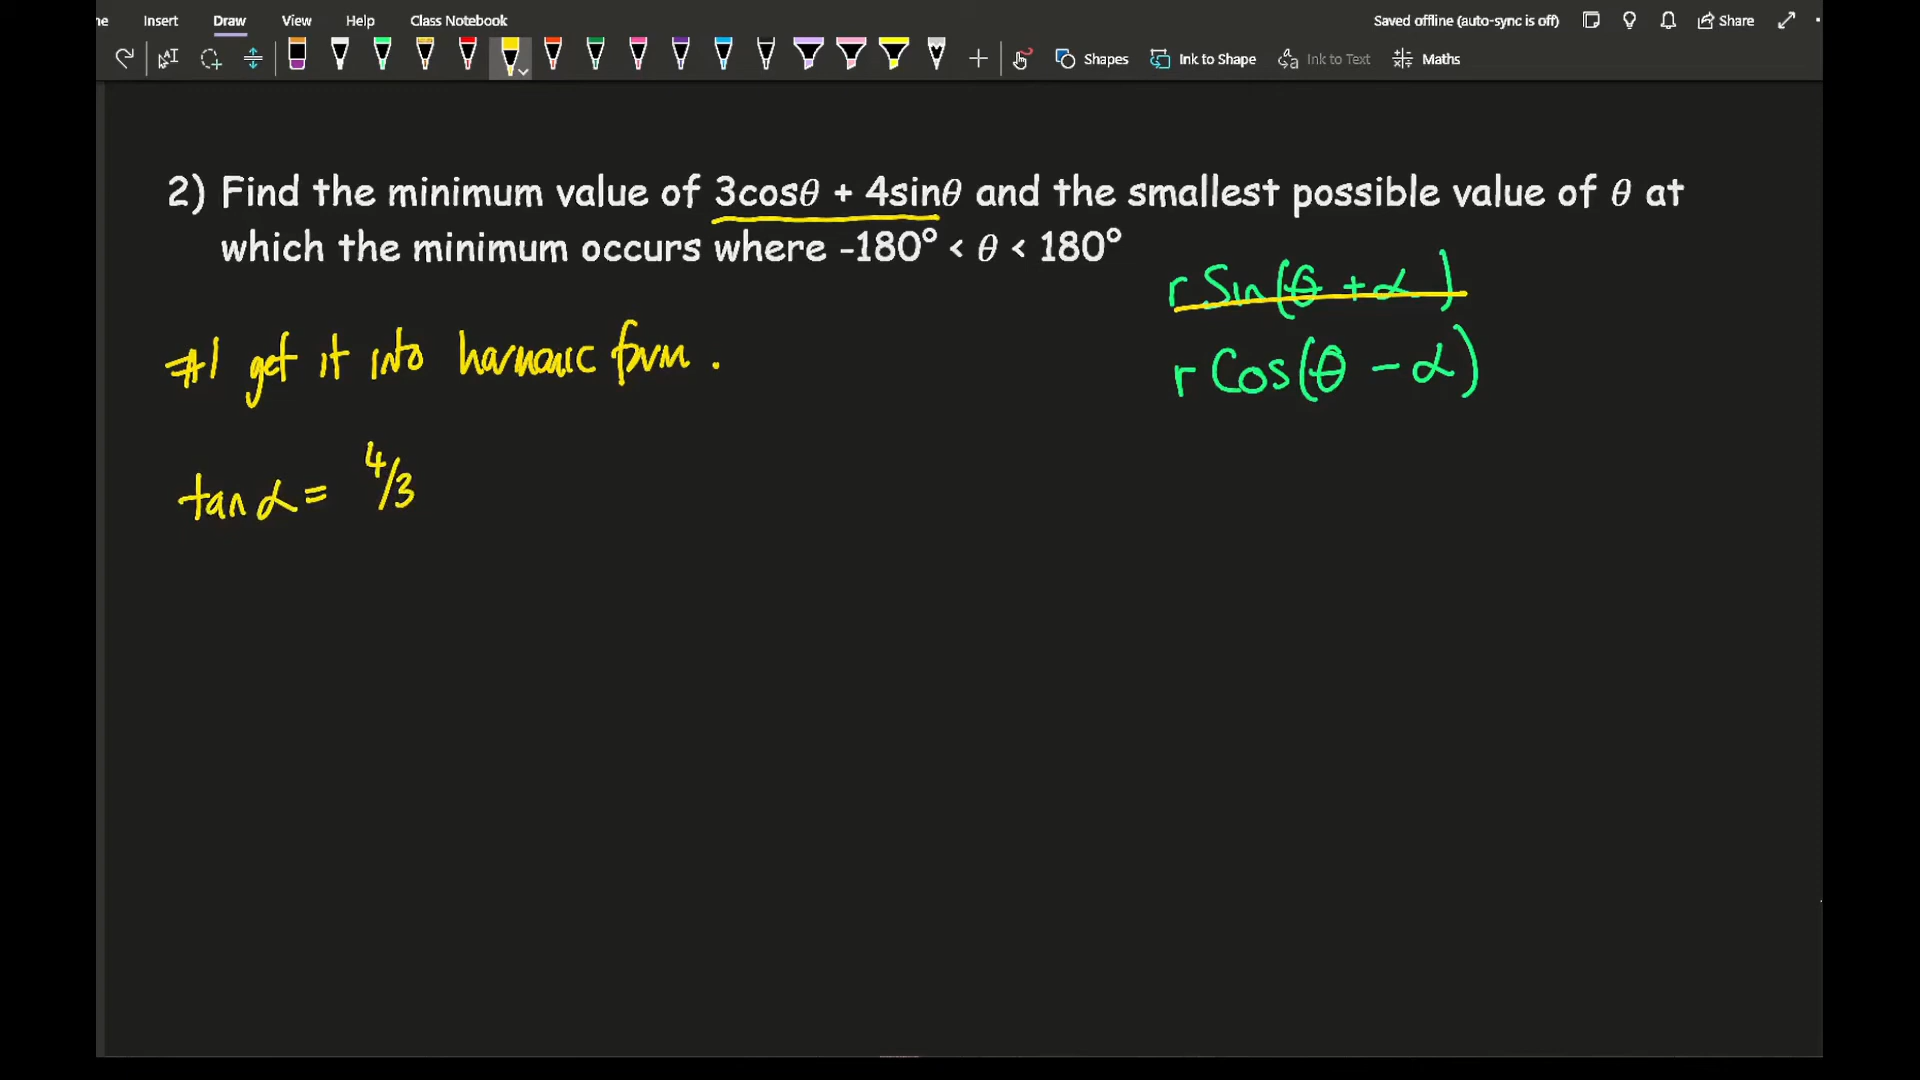 ne Insert Draw View Help Class Notebook Saved offline (auto-sync is off) Share
Shapes Ink to Shape Ink to Text Maths
2) Find the minimum value of 3cosθ + 4sinθ and the smallest possible value of θ at
which the minimum occurs where -180° < θ < 180°
r Sin(θ + α)
#1 get it into harmonic form.
r Cos(θ - α)
tan α = 4/3